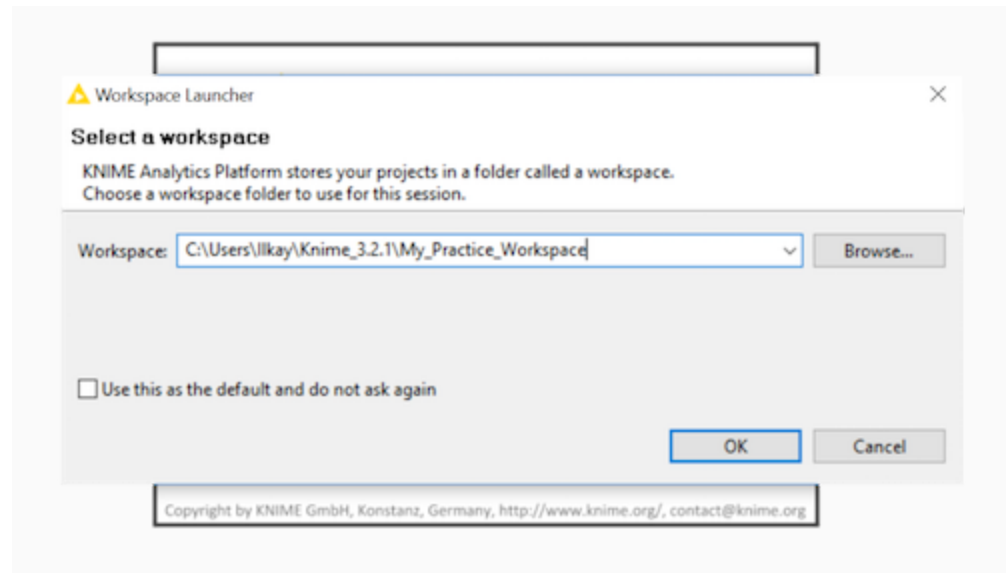 Workspace Launcher
Select a workspace
KNIME Analytics Platform stores your projects in a folder called a workspace.
Choose a workspace folder to use for this session.
Workspace: C:\Users\Ilkay\Knime_3.2.1\My_Practice_Workspace Browse...
Use this as the default and do not ask again
OK Cancel
Copyright by KNIME GmbH, Konstanz, Germany, http://www.knime.org/, contact@knime.org